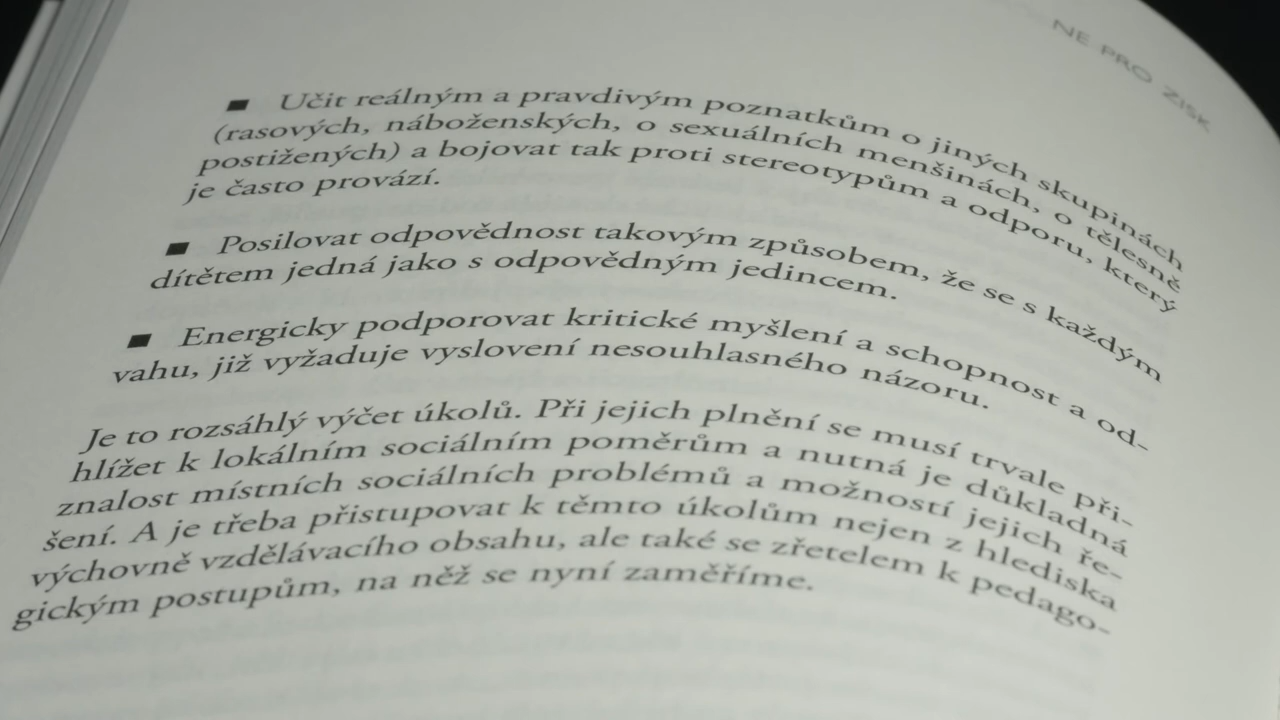 NE PRO ZISK
■ Učit reálným a pravdivým poznatkům o jiných skupinách
(rasových, náboženských, o sexuálních menšinách, o tělesně
postižených) a bojovat tak proti stereotypům a odporu, který
je často provází.
■ Posilovat odpovědnost takovým způsobem, že se s každým
dítětem jedná jako s odpovědným jedincem.
■ Energicky podporovat kritické myšlení a schopnost a od-
vahu, již vyžaduje vyslovení nesouhlasného názoru.
Je to rozsáhlý výčet úkolů. Při jejich plnění se musí trvale při-
hlížet k lokálním sociálním poměrům a nutná je důkladná
znalost místních sociálních problémů a možností jejich ře-
šení. A je třeba přistupovat k těmto úkolům nejen z hlediska
výchovně vzdělávacího obsahu, ale také se zřetelem k pedago-
gickým postupům, na něž se nyní zaměříme.